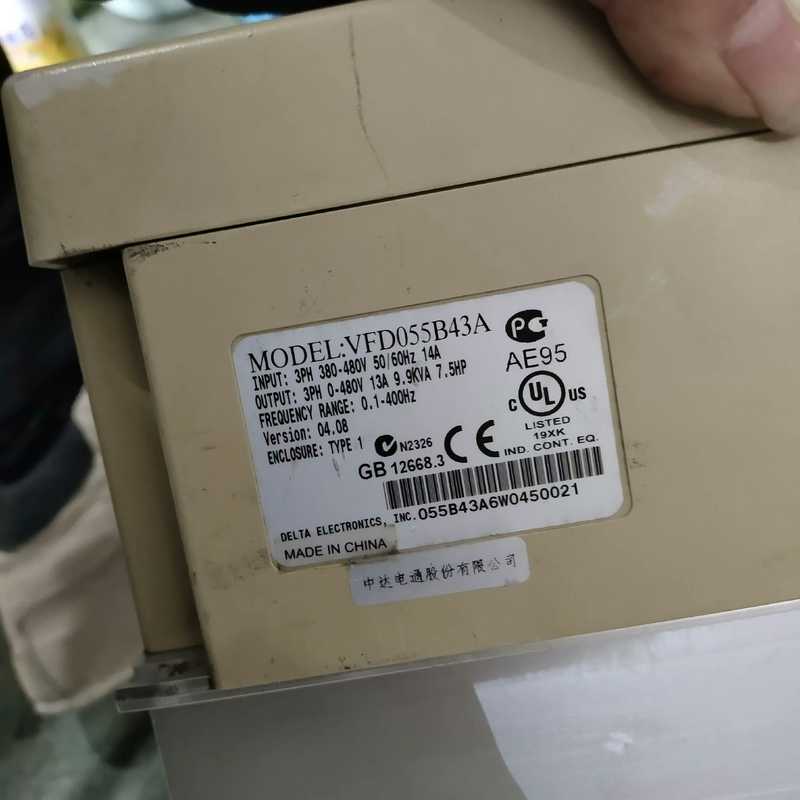 MODEL:VFD055B43A
INPUT: 3PH 380-480V 50/60Hz 14A
OUTPUT: 3PH 0-480V 13A 9.9KVA 7.5HP
FREQUENCY RANGE: 0.1-400Hz
Version: 04.08
ENCLOSURE: TYPE 1
N2326
CE
GB 12668.3
PG
AE95
C UL US
LISTED
19XK
IND. CONT. EQ.
055B43A6W0450021
DELTA ELECTRONICS, INC.
MADE IN CHINA
中达电通股份有限公司